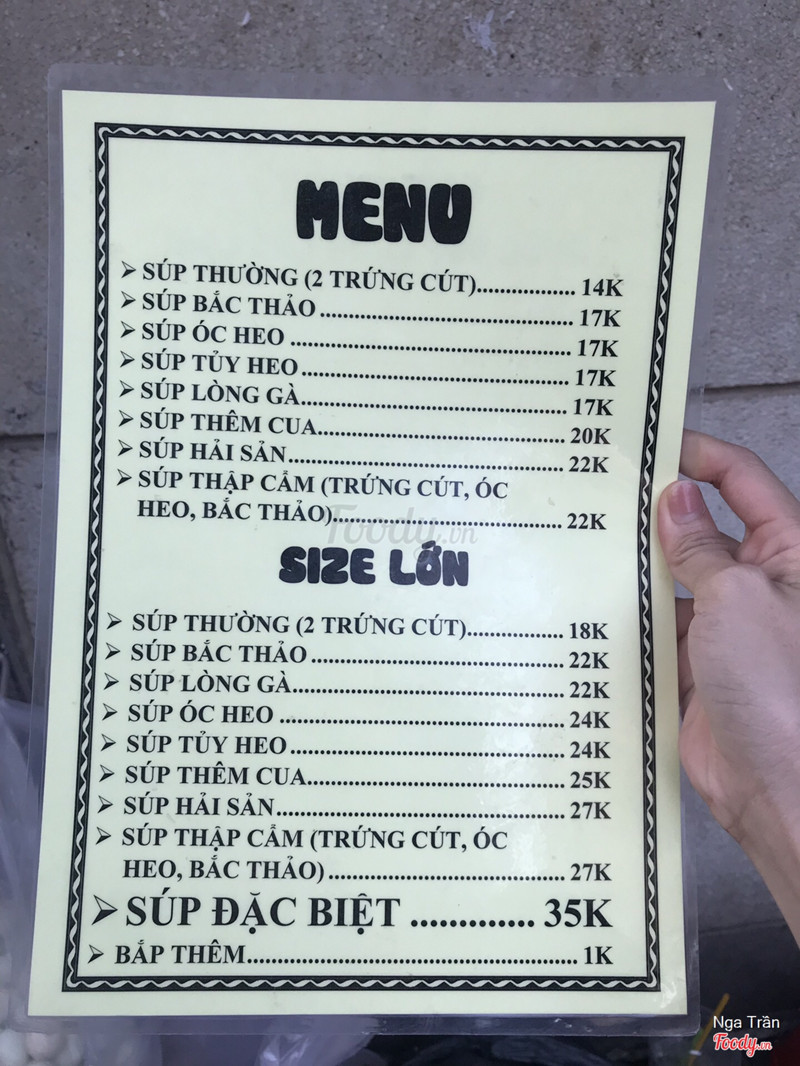 MENU
➢ SÚP THƯỜNG (2 TRỨNG CÚT)................. 14K
➢ SÚP BẮC THẢO .......................................... 17K
➢ SÚP ÓC HEO ............................................... 17K
➢ SÚP TỦY HEO............................................. 17K
➢ SÚP LÒNG GÀ............................................. 17K
➢ SÚP THÊM CUA.......................................... 20K
➢ SÚP HẢI SẢN............................................... 22K
➢ SÚP THẬP CẨM (TRỨNG CÚT, ÓC
HEO, BẮC THẢO)....................................... 22K
Foody.vn
SIZE LỚN
➢ SÚP THƯỜNG (2 TRỨNG CÚT)................ 18K
➢ SÚP BẮC THẢO .......................................... 22K
➢ SÚP LÒNG GÀ............................................. 22K
➢ SÚP ÓC HEO ............................................... 24K
➢ SÚP TỦY HEO.............................................. 24K
➢ SÚP THÊM CUA........................................... 25K
➢ SÚP HẢI SẢN................................................ 27K
➢ SÚP THẬP CẨM (TRỨNG CÚT, ÓC
HEO, BẮC THẢO) ....................................... 27K
➢SÚP ĐẶC BIỆT ............. 35K
➢ BẮP THÊM....................................................... 1K
Nga Trần
Foody.vn